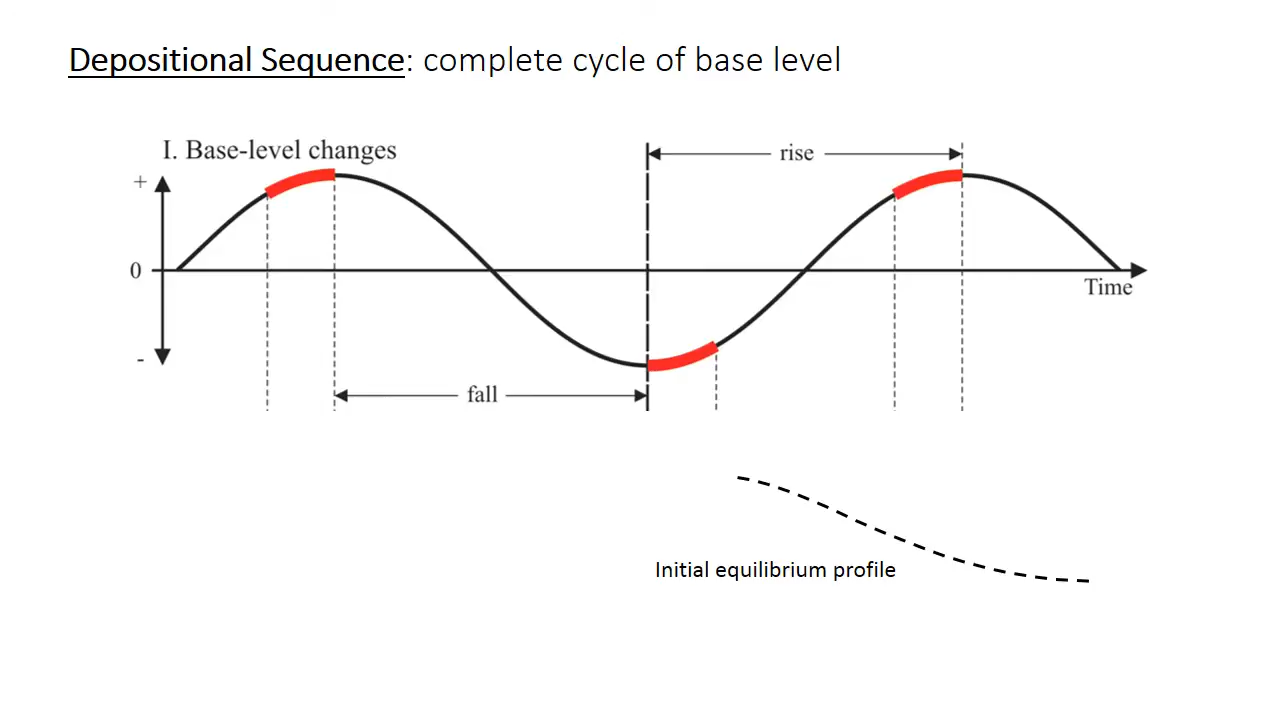 Depositional Sequence: complete cycle of base level
I. Base-level changes
rise
+
0
Time
-
fall
Initial equilibrium profile